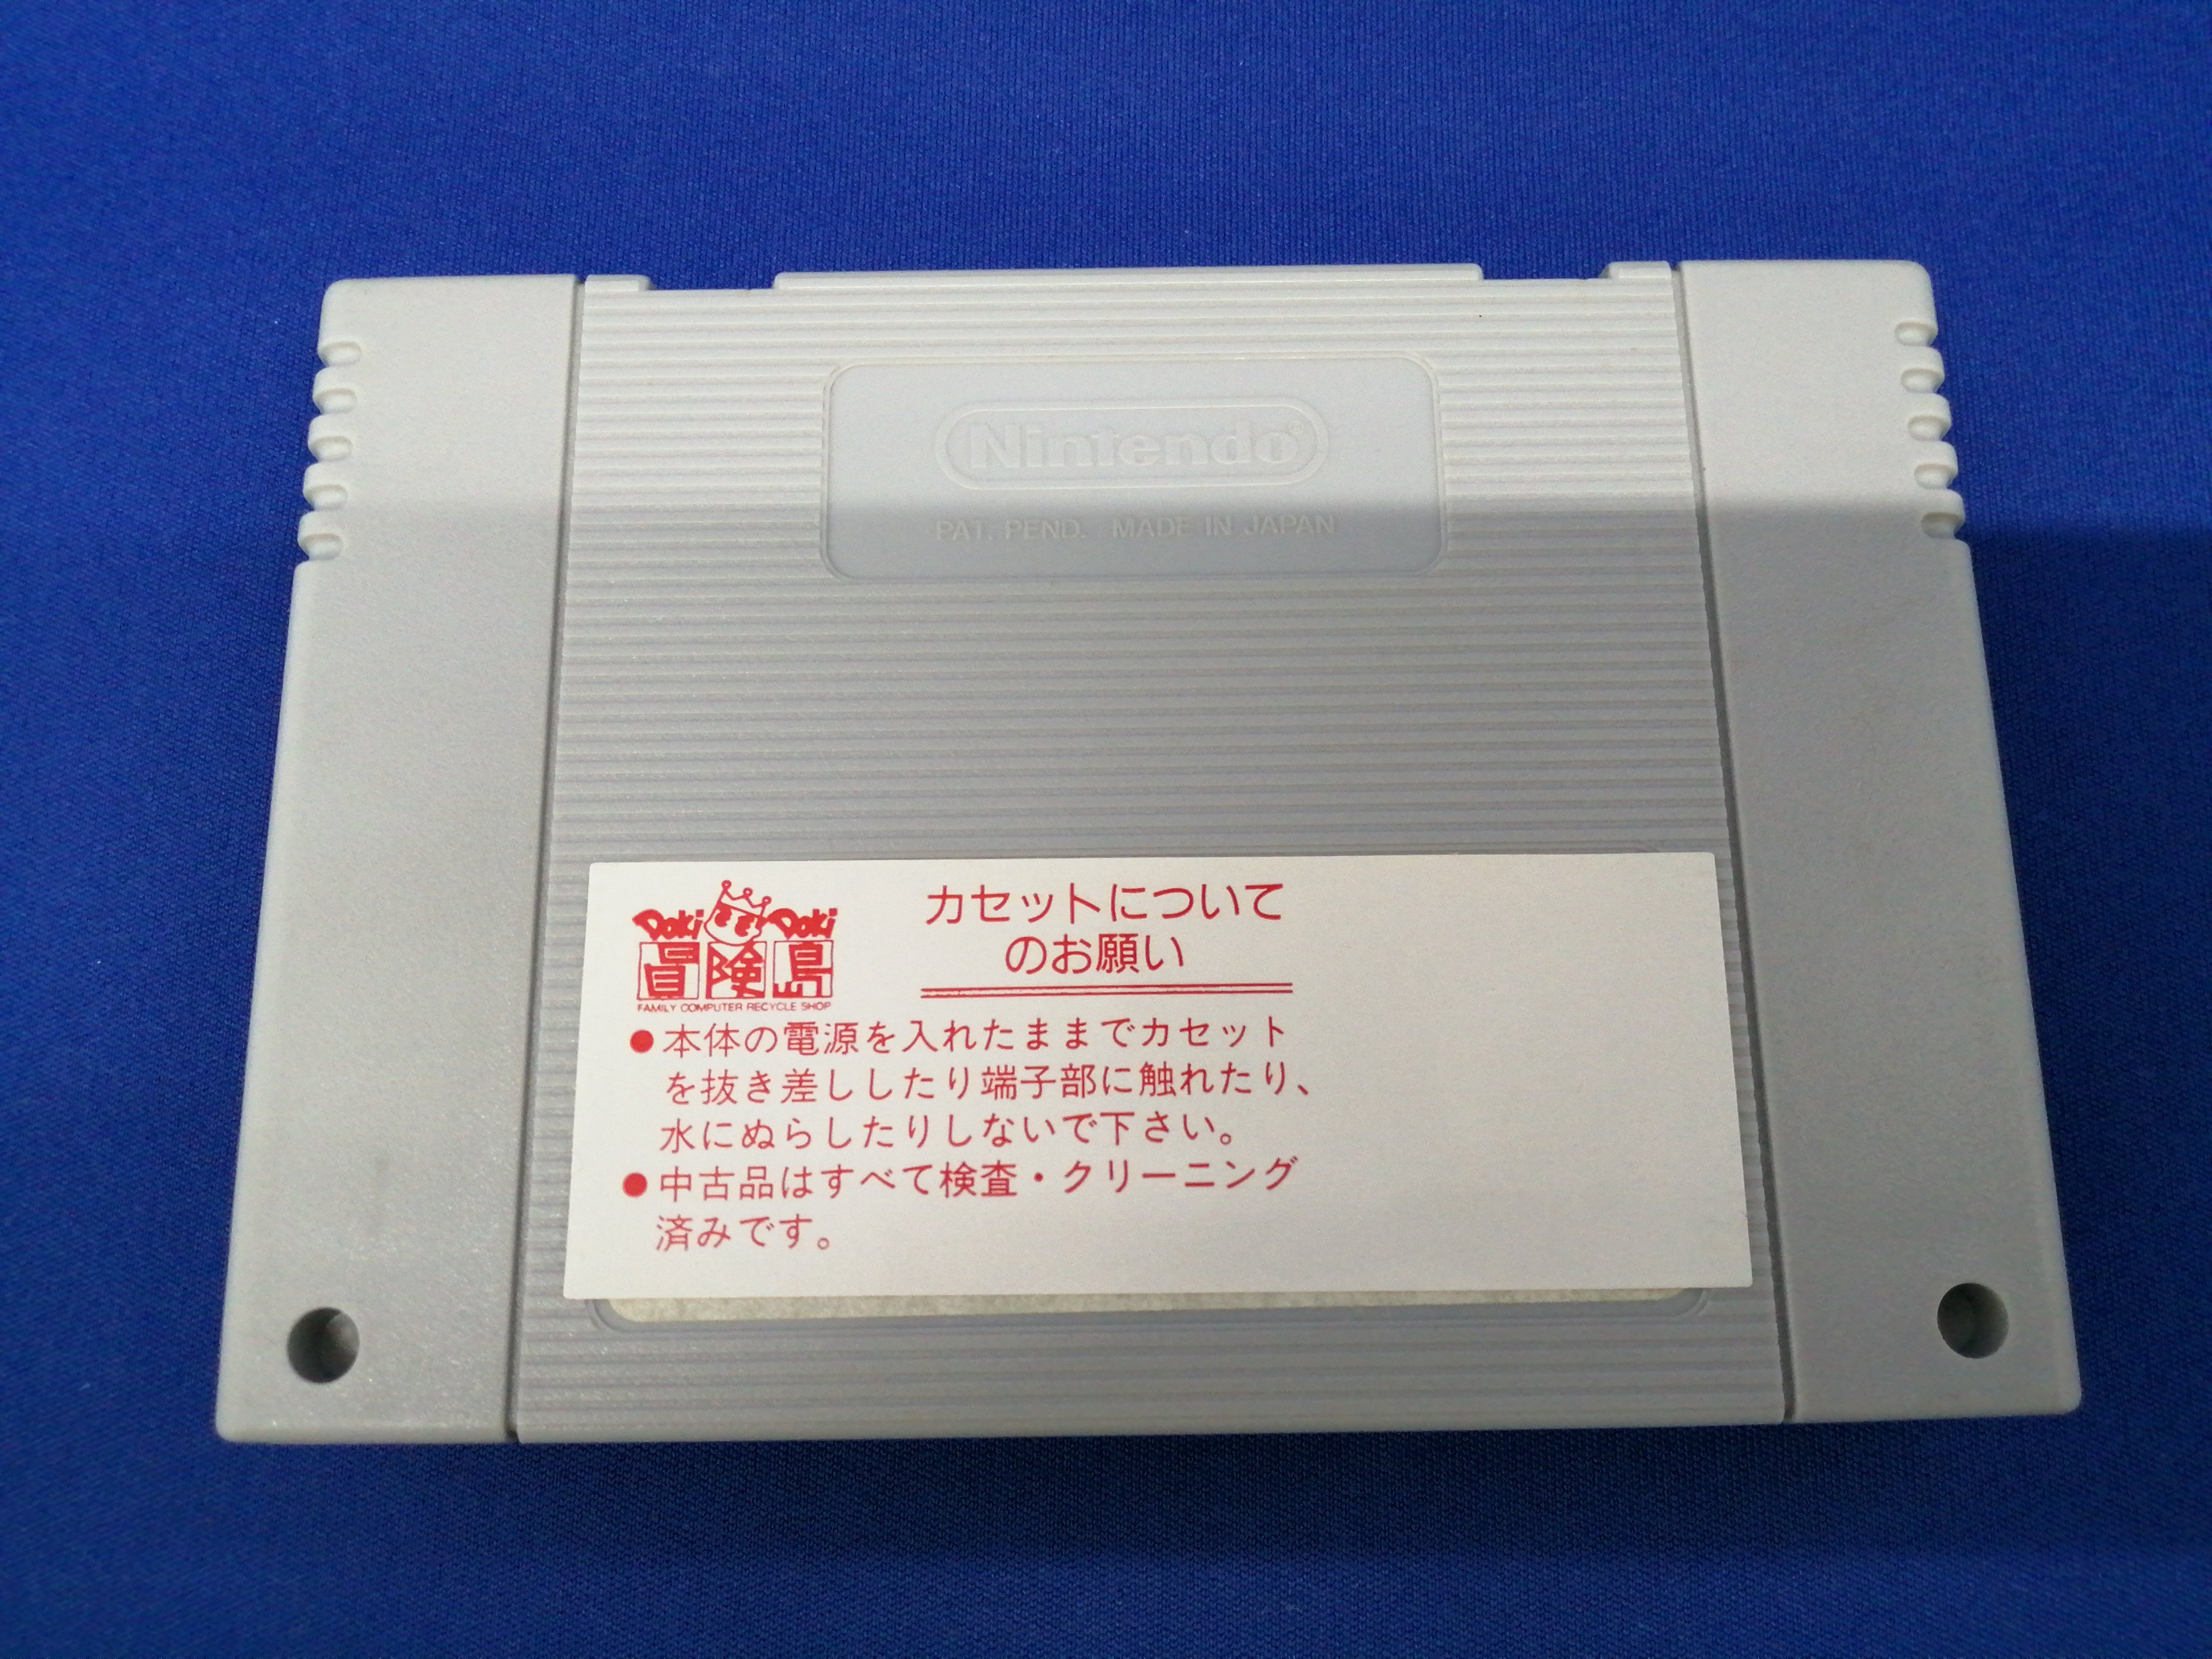 Nintendo®
PAT. PEND. MADE IN JAPAN
Doki Doki
冒険島
FAMILY COMPUTER RECYCLE SHOP
カセットについて
のお願い
●本体の電源を入れたままでカセット
を抜き差ししたり端子部に触れたり、
水にぬらしたりしないで下さい。
●中古品はすべて検査・クリーニング
済みです。